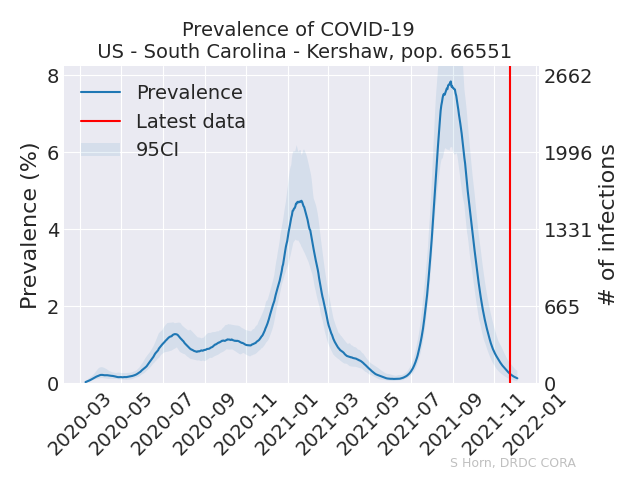 Prevalence of COVID-19
US - South Carolina - Kershaw, pop. 66551
Prevalence (%)
8
6
4
2
0
Prevalence
Latest data
95CI
2662
1996
1331
665
0
# of infections
2020-03
2020-05
2020-07
2020-09
2020-11
2021-01
2021-03
2021-05
2021-07
2021-09
2021-11
2022-01
S Horn, DRDC CORA